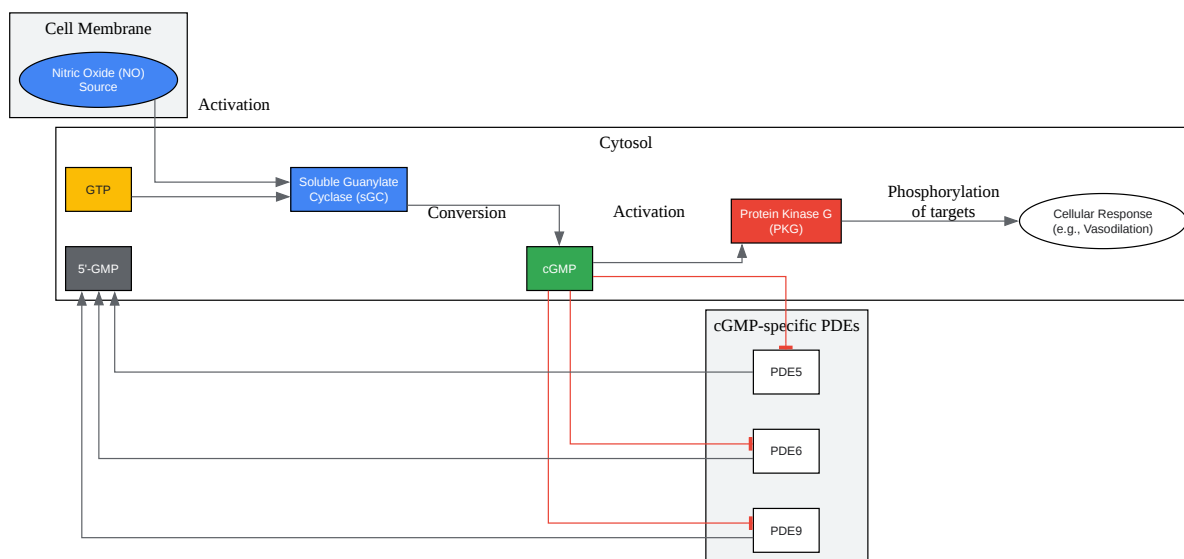 Cell Membrane
Nitric Oxide (NO)
Source
Activation
Cytosol
GTP
Soluble Guanylate
Cyclase (sGC)
Conversion
Activation
Protein Kinase G
(PKG)
Phosphorylation
of targets
Cellular Response
(e.g., Vasodilation)
5'-GMP
cGMP
cGMP-specific PDEs
PDE5
PDE6
PDE9